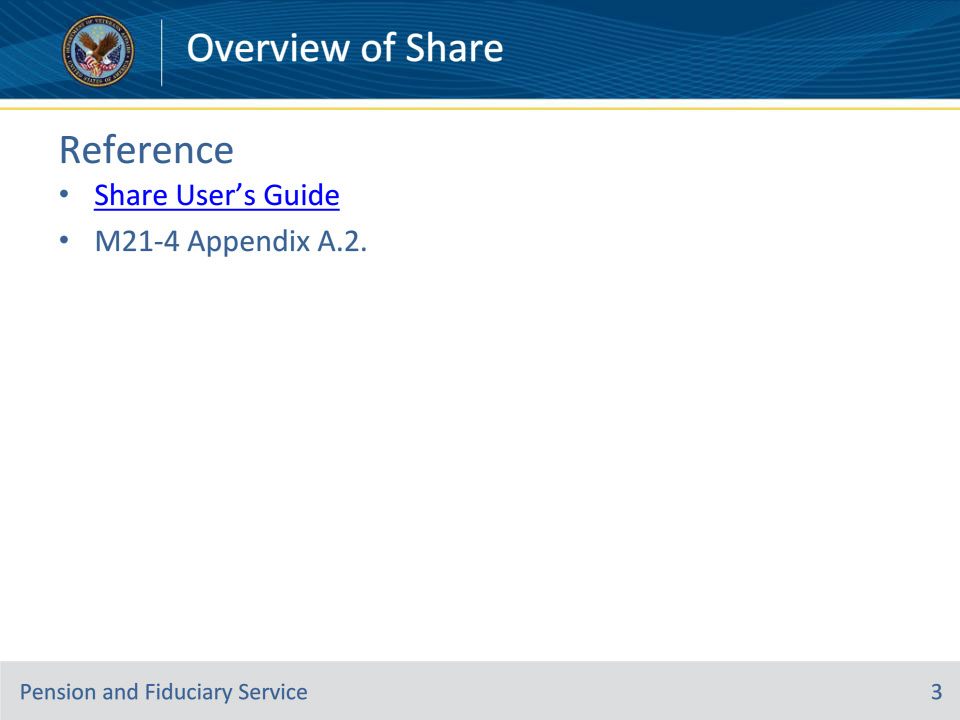 Overview of Share
Reference
• Share User’s Guide
• M21-4 Appendix A.2.
Pension and Fiduciary Service
3